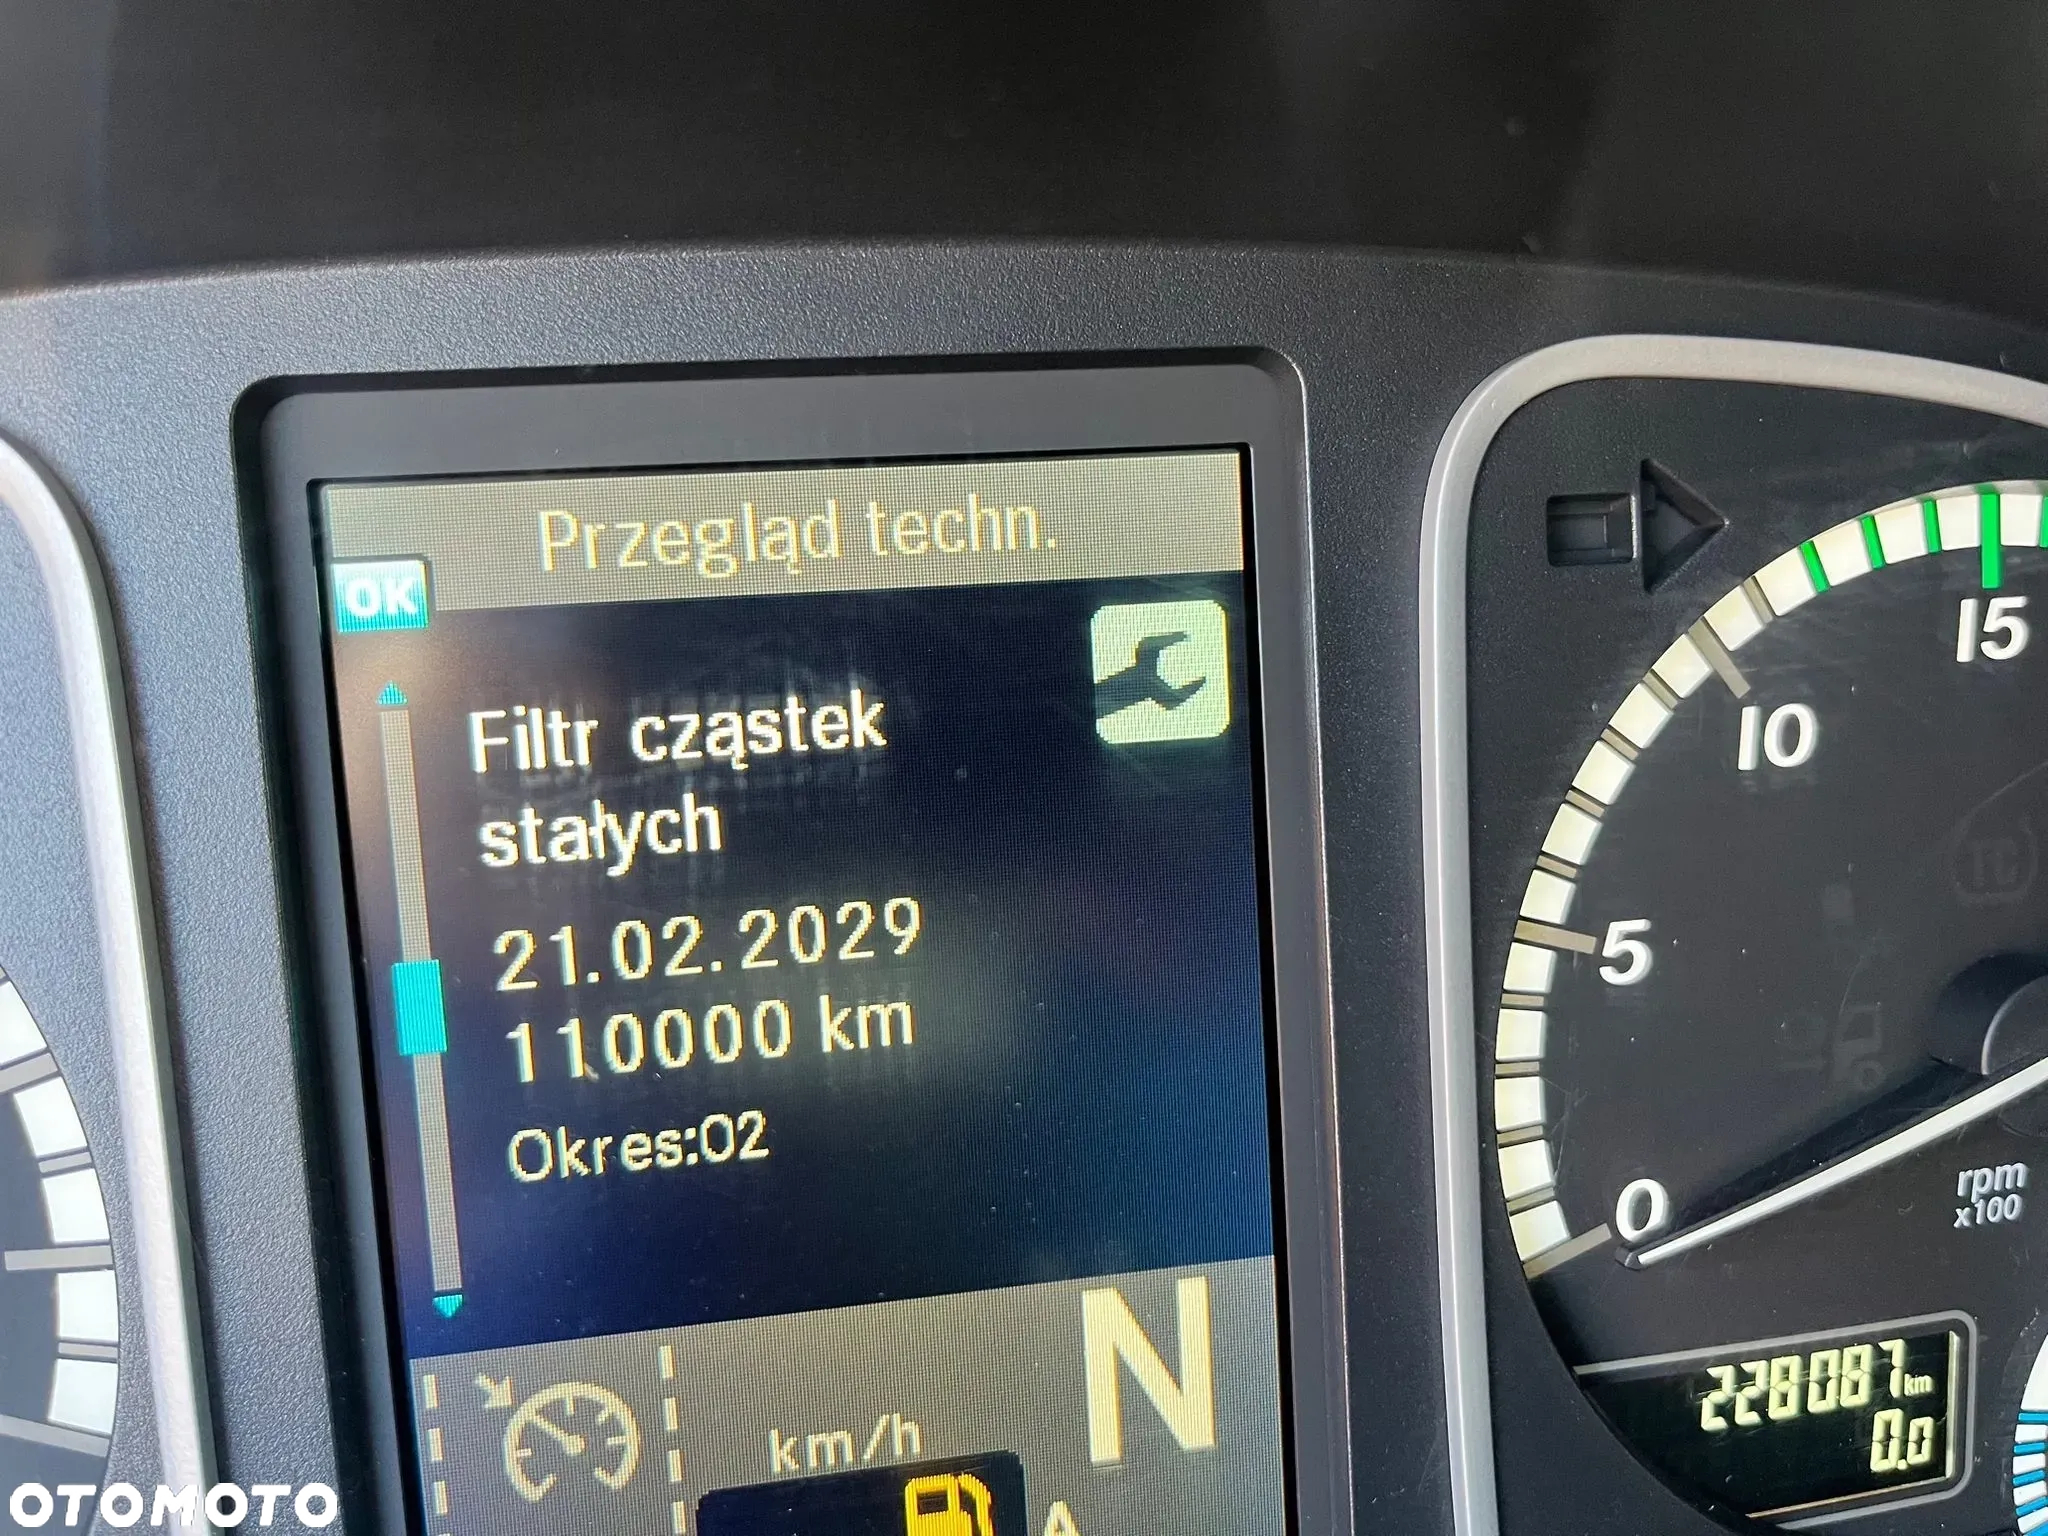 Przegląd techn.
OK
Filtr cząstek
stałych
21.02.2029
110000 km
Okres:02
N
km/h
A
15
10
5
0
rpm
x100
228087 km
0.0
OTOMOTO